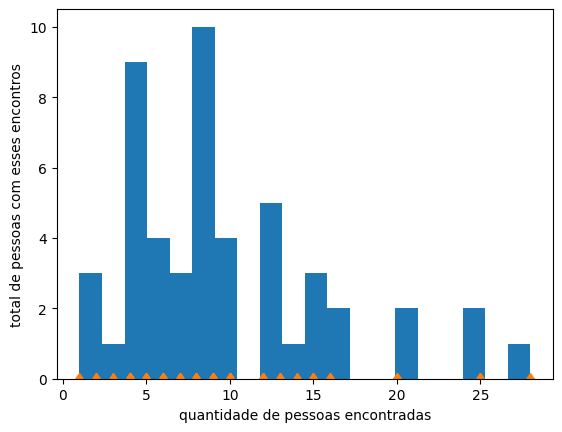 total de pessoas com esses encontros
10
8
6
4
2
0
0 5 10 15 20 25
quantidade de pessoas encontradas